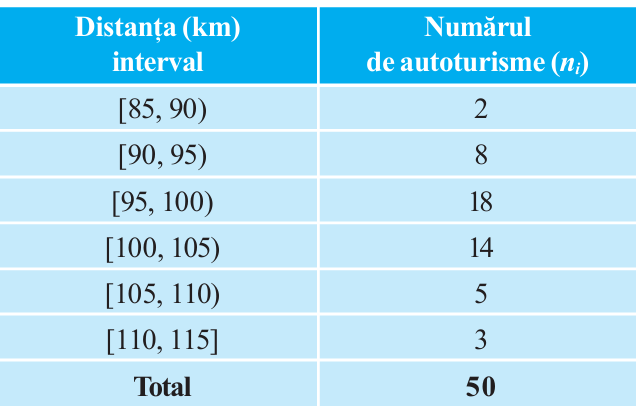 Distanța (km) Numărul
interval de autoturisme (nᵢ)
[85, 90) 2
[90, 95) 8
[95, 100) 18
[100, 105) 14
[105, 110) 5
[110, 115] 3
Total 50